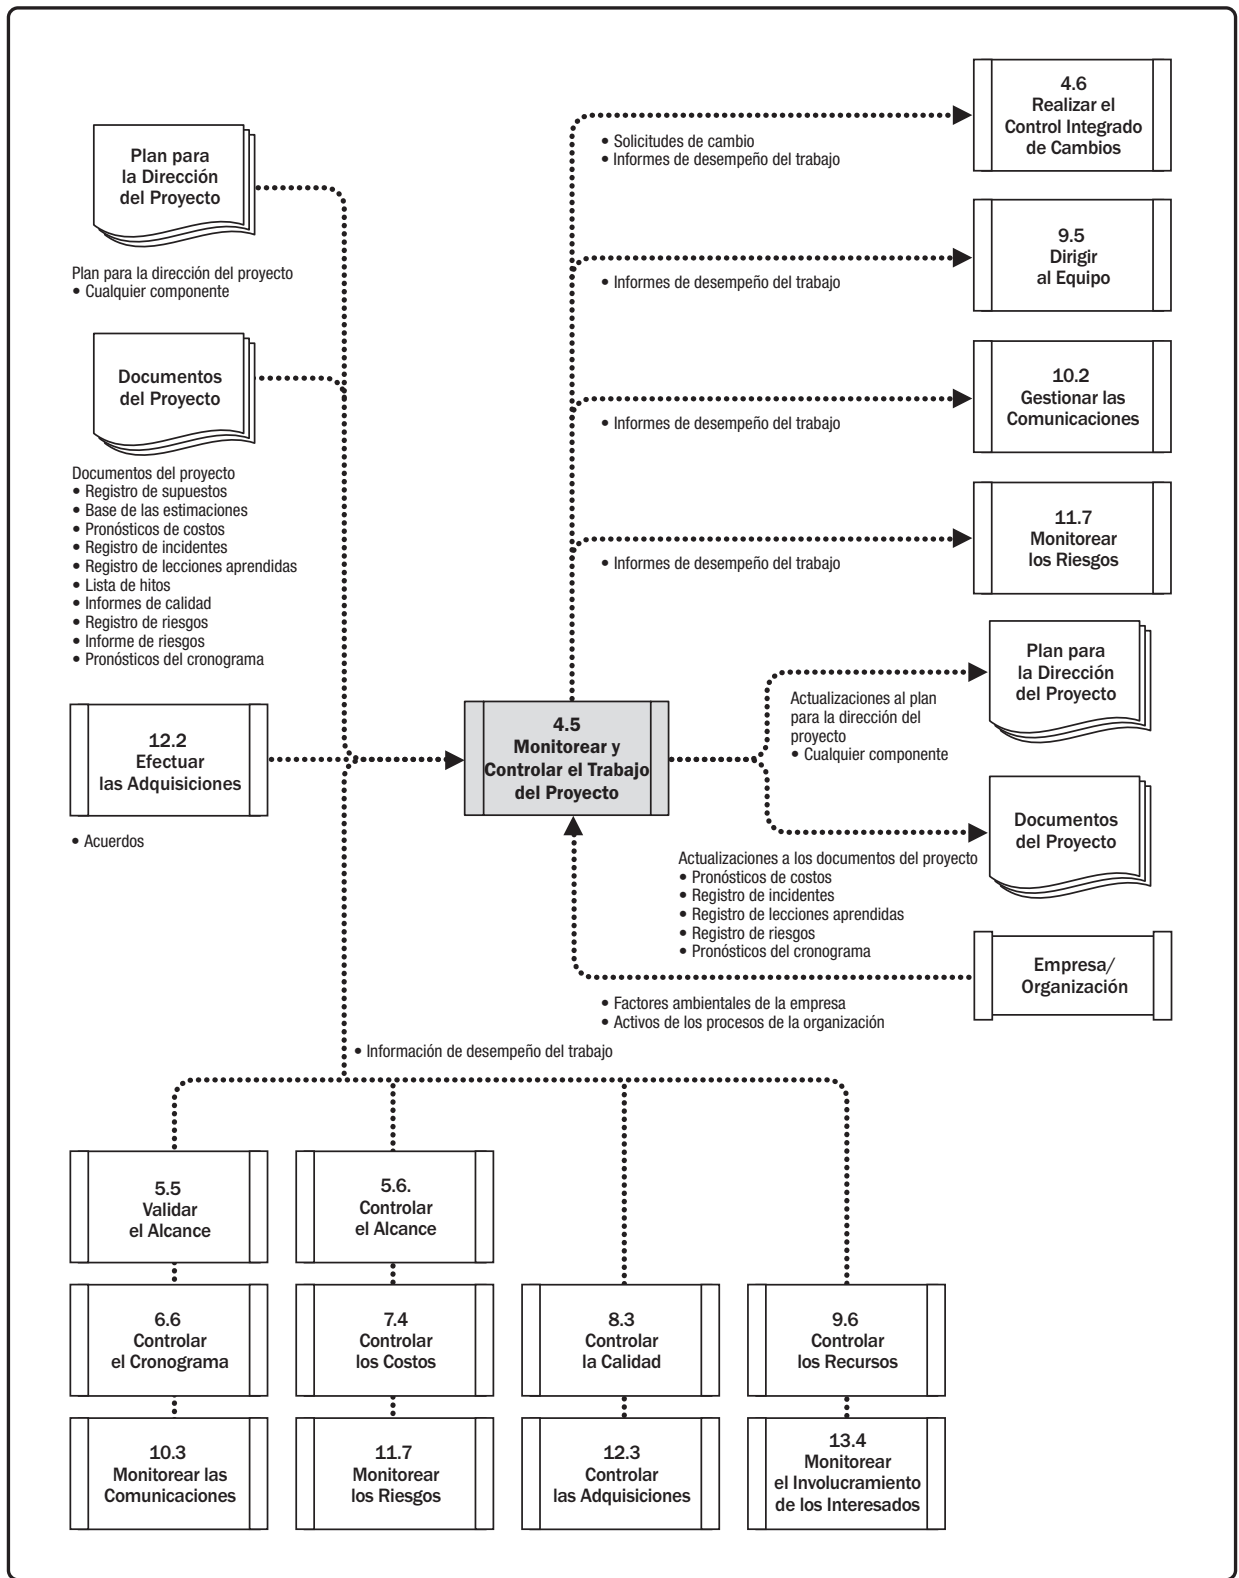 Plan para
la Dirección
del Proyecto
Plan para la dirección del proyecto
• Cualquier componente
Documentos
del Proyecto
Documentos del proyecto
• Registro de supuestos
• Base de las estimaciones
• Pronósticos de costos
• Registro de incidentes
• Registro de lecciones aprendidas
• Lista de hitos
• Informes de calidad
• Registro de riesgos
• Informe de riesgos
• Pronósticos del cronograma
12.2
Efectuar
las Adquisiciones
• Acuerdos
4.5
Monitorear y
Controlar el Trabajo
del Proyecto
• Solicitudes de cambio
• Informes de desempeño del trabajo
4.6
Realizar el
Control Integrado
de Cambios
• Informes de desempeño del trabajo
9.5
Dirigir
al Equipo
• Informes de desempeño del trabajo
10.2
Gestionar las
Comunicaciones
• Informes de desempeño del trabajo
11.7
Monitorear
los Riesgos
Actualizaciones al plan
para la dirección del
proyecto
• Cualquier componente
Plan para
la Dirección
del Proyecto
Actualizaciones a los documentos del proyecto
• Pronósticos de costos
• Registro de incidentes
• Registro de lecciones aprendidas
• Registro de riesgos
• Pronósticos del cronograma
Documentos
del Proyecto
Empresa/
Organización
• Factores ambientales de la empresa
• Activos de los procesos de la organización
• Información de desempeño del trabajo
5.5
Validar
el Alcance
5.6.
Controlar
el Alcance
6.6
Controlar
el Cronograma
7.4
Controlar
los Costos
8.3
Controlar
la Calidad
9.6
Controlar
los Recursos
10.3
Monitorear las
Comunicaciones
11.7
Monitorear
los Riesgos
12.3
Controlar
las Adquisiciones
13.4
Monitorear
el Involucramiento
de los Interesados